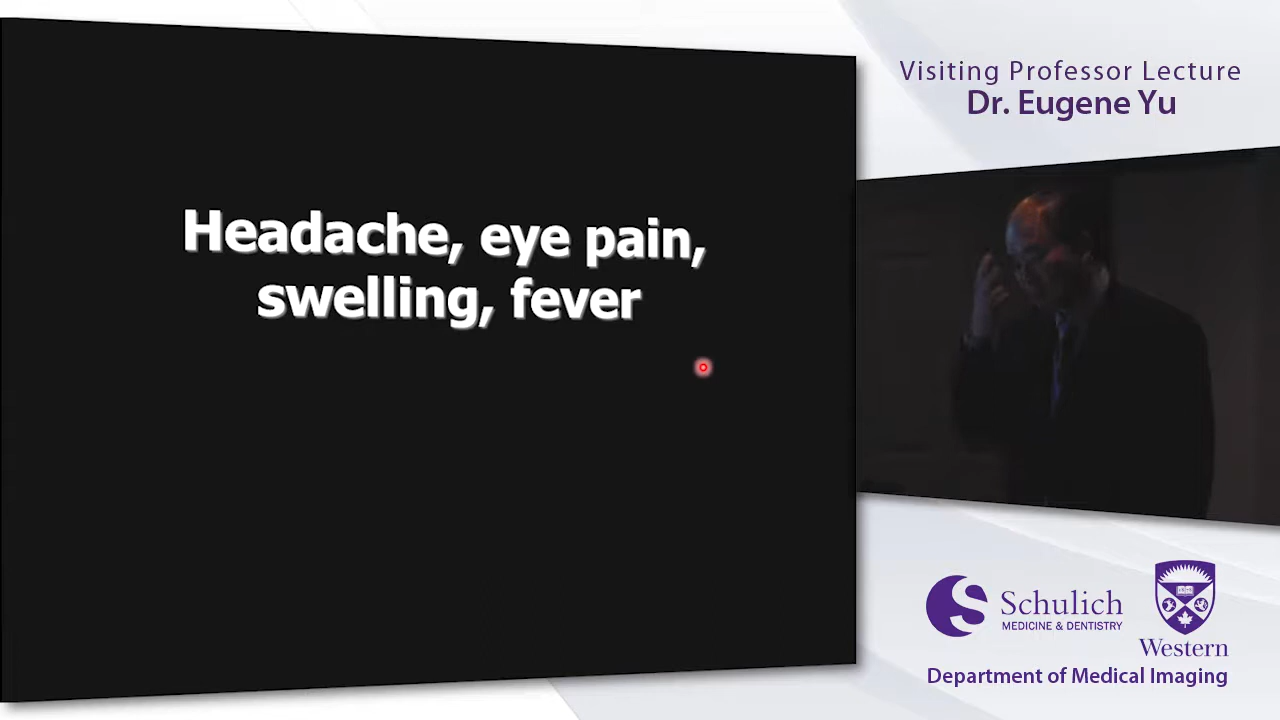 Headache, eye pain,
swelling, fever
Visiting Professor Lecture
Dr. Eugene Yu
Schulich
MEDICINE & DENTISTRY
Western
Department of Medical Imaging